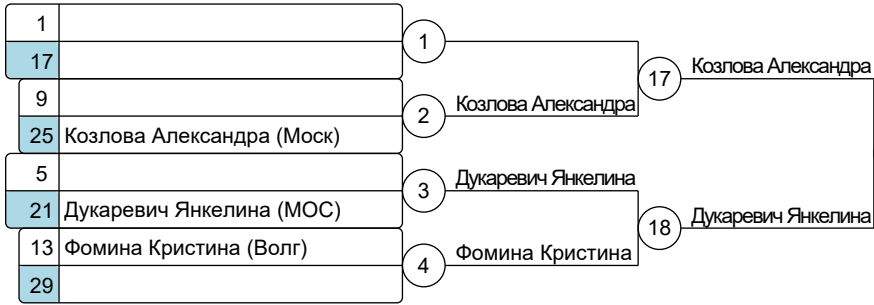 1
17
1
9
25 Козлова Александра (Моск)
2
Козлова Александра
17
Козлова Александра
5
21 Дукаревич Янкелина (МОС)
3
Дукаревич Янкелина
13 Фомина Кристина (Волг)
29
4
Фомина Кристина
18
Дукаревич Янкелина